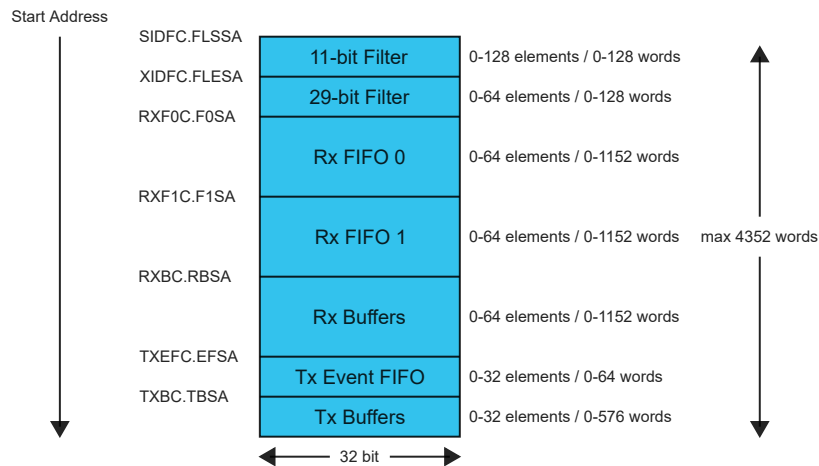 Start Address
SIDFC.FLSSA
11-bit Filter
0-128 elements / 0-128 words
XIDFC.FLESA
29-bit Filter
0-64 elements / 0-128 words
RXF0C.F0SA
Rx FIFO 0
0-64 elements / 0-1152 words
RXF1C.F1SA
Rx FIFO 1
0-64 elements / 0-1152 words
max 4352 words
RXBC.RBSA
Rx Buffers
0-64 elements / 0-1152 words
TXEFC.EFSA
Tx Event FIFO
0-32 elements / 0-64 words
TXBC.TBSA
Tx Buffers
0-32 elements / 0-576 words
32 bit